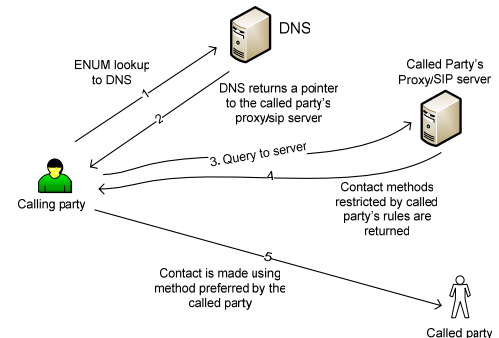 DNS
ENUM lookup
to DNS
1
2
DNS returns a pointer
to the called party's
proxy/sip server
Called Party's
Proxy/SIP server
3. Query to server
4
Calling party
Contact methods
restricted by called
party's rules are
returned
5
Contact is made using
method preferred by the
called party
Called party